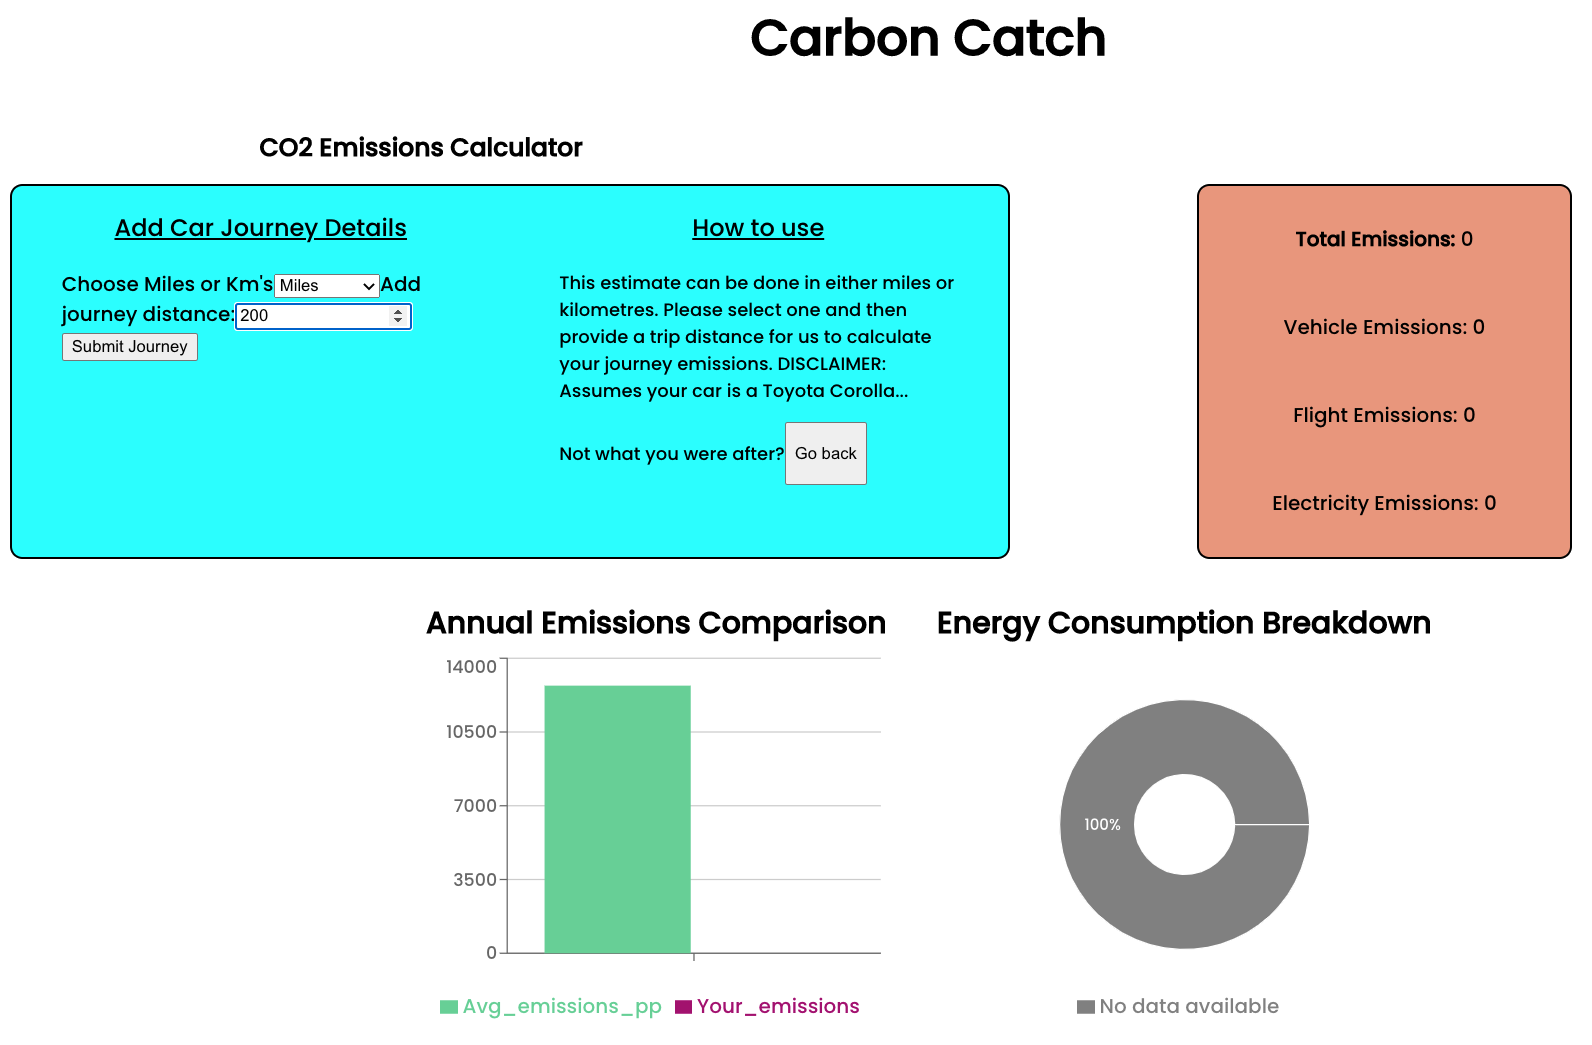 Carbon Catch
CO2 Emissions Calculator
Add Car Journey Details
Choose Miles or Km's Miles Add
journey distance: 200
Submit Journey
How to use
This estimate can be done in either miles or
kilometres. Please select one and then
provide a trip distance for us to calculate
your journey emissions. DISCLAIMER:
Assumes your car is a Toyota Corolla...
Not what you were after? Go back
Total Emissions: 0
Vehicle Emissions: 0
Flight Emissions: 0
Electricity Emissions: 0
Annual Emissions Comparison
14000
10500
7000
3500
0
Avg_emissions_pp Your_emissions
Energy Consumption Breakdown
100%
No data available